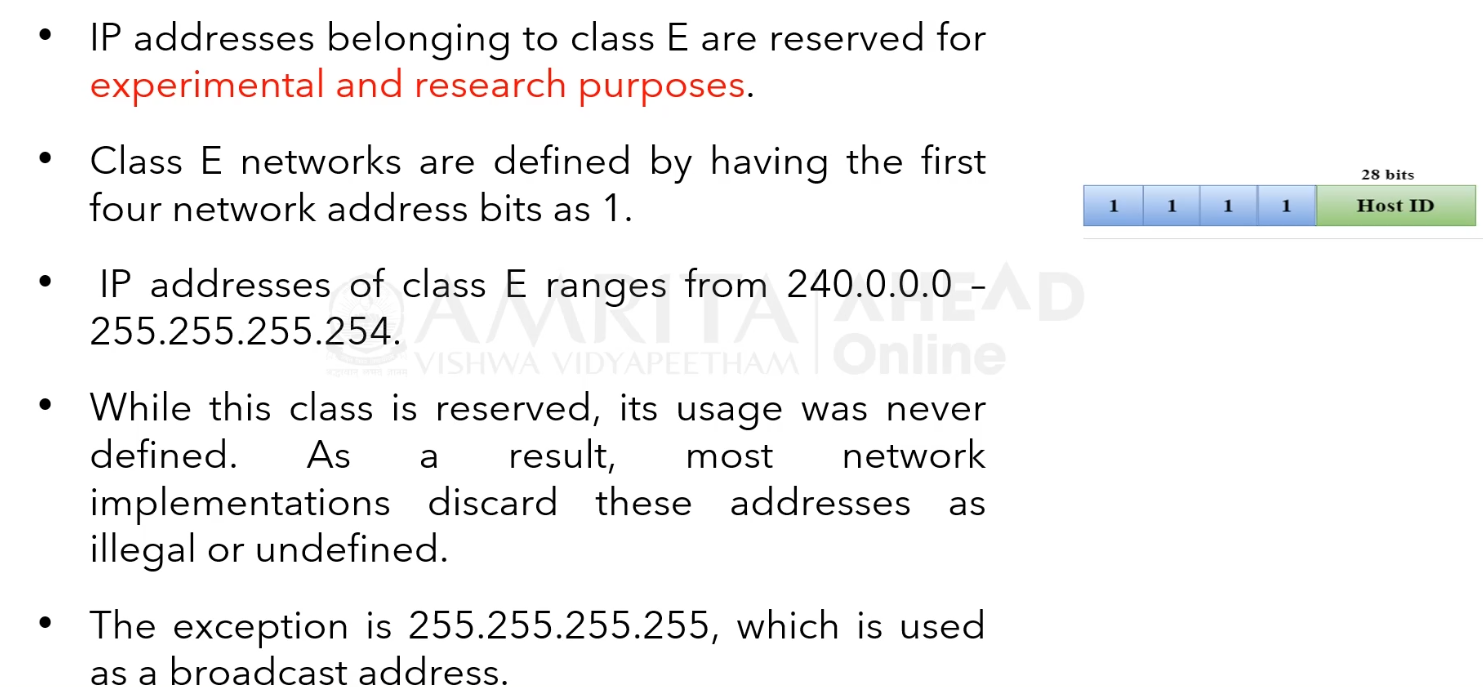 • IP addresses belonging to class E are reserved for
experimental and research purposes.
• Class E networks are defined by having the first
four network address bits as 1.
28 bits
1 1 1 1 Host ID
• IP addresses of class E ranges from 240.0.0.0 –
255.255.255.254.
AMRITA AHEAD
VISHWA VIDYAPEETHAM Online
• While this class is reserved, its usage was never
defined. As a result, most network
implementations discard these addresses as
illegal or undefined.
• The exception is 255.255.255.255, which is used
as a broadcast address.